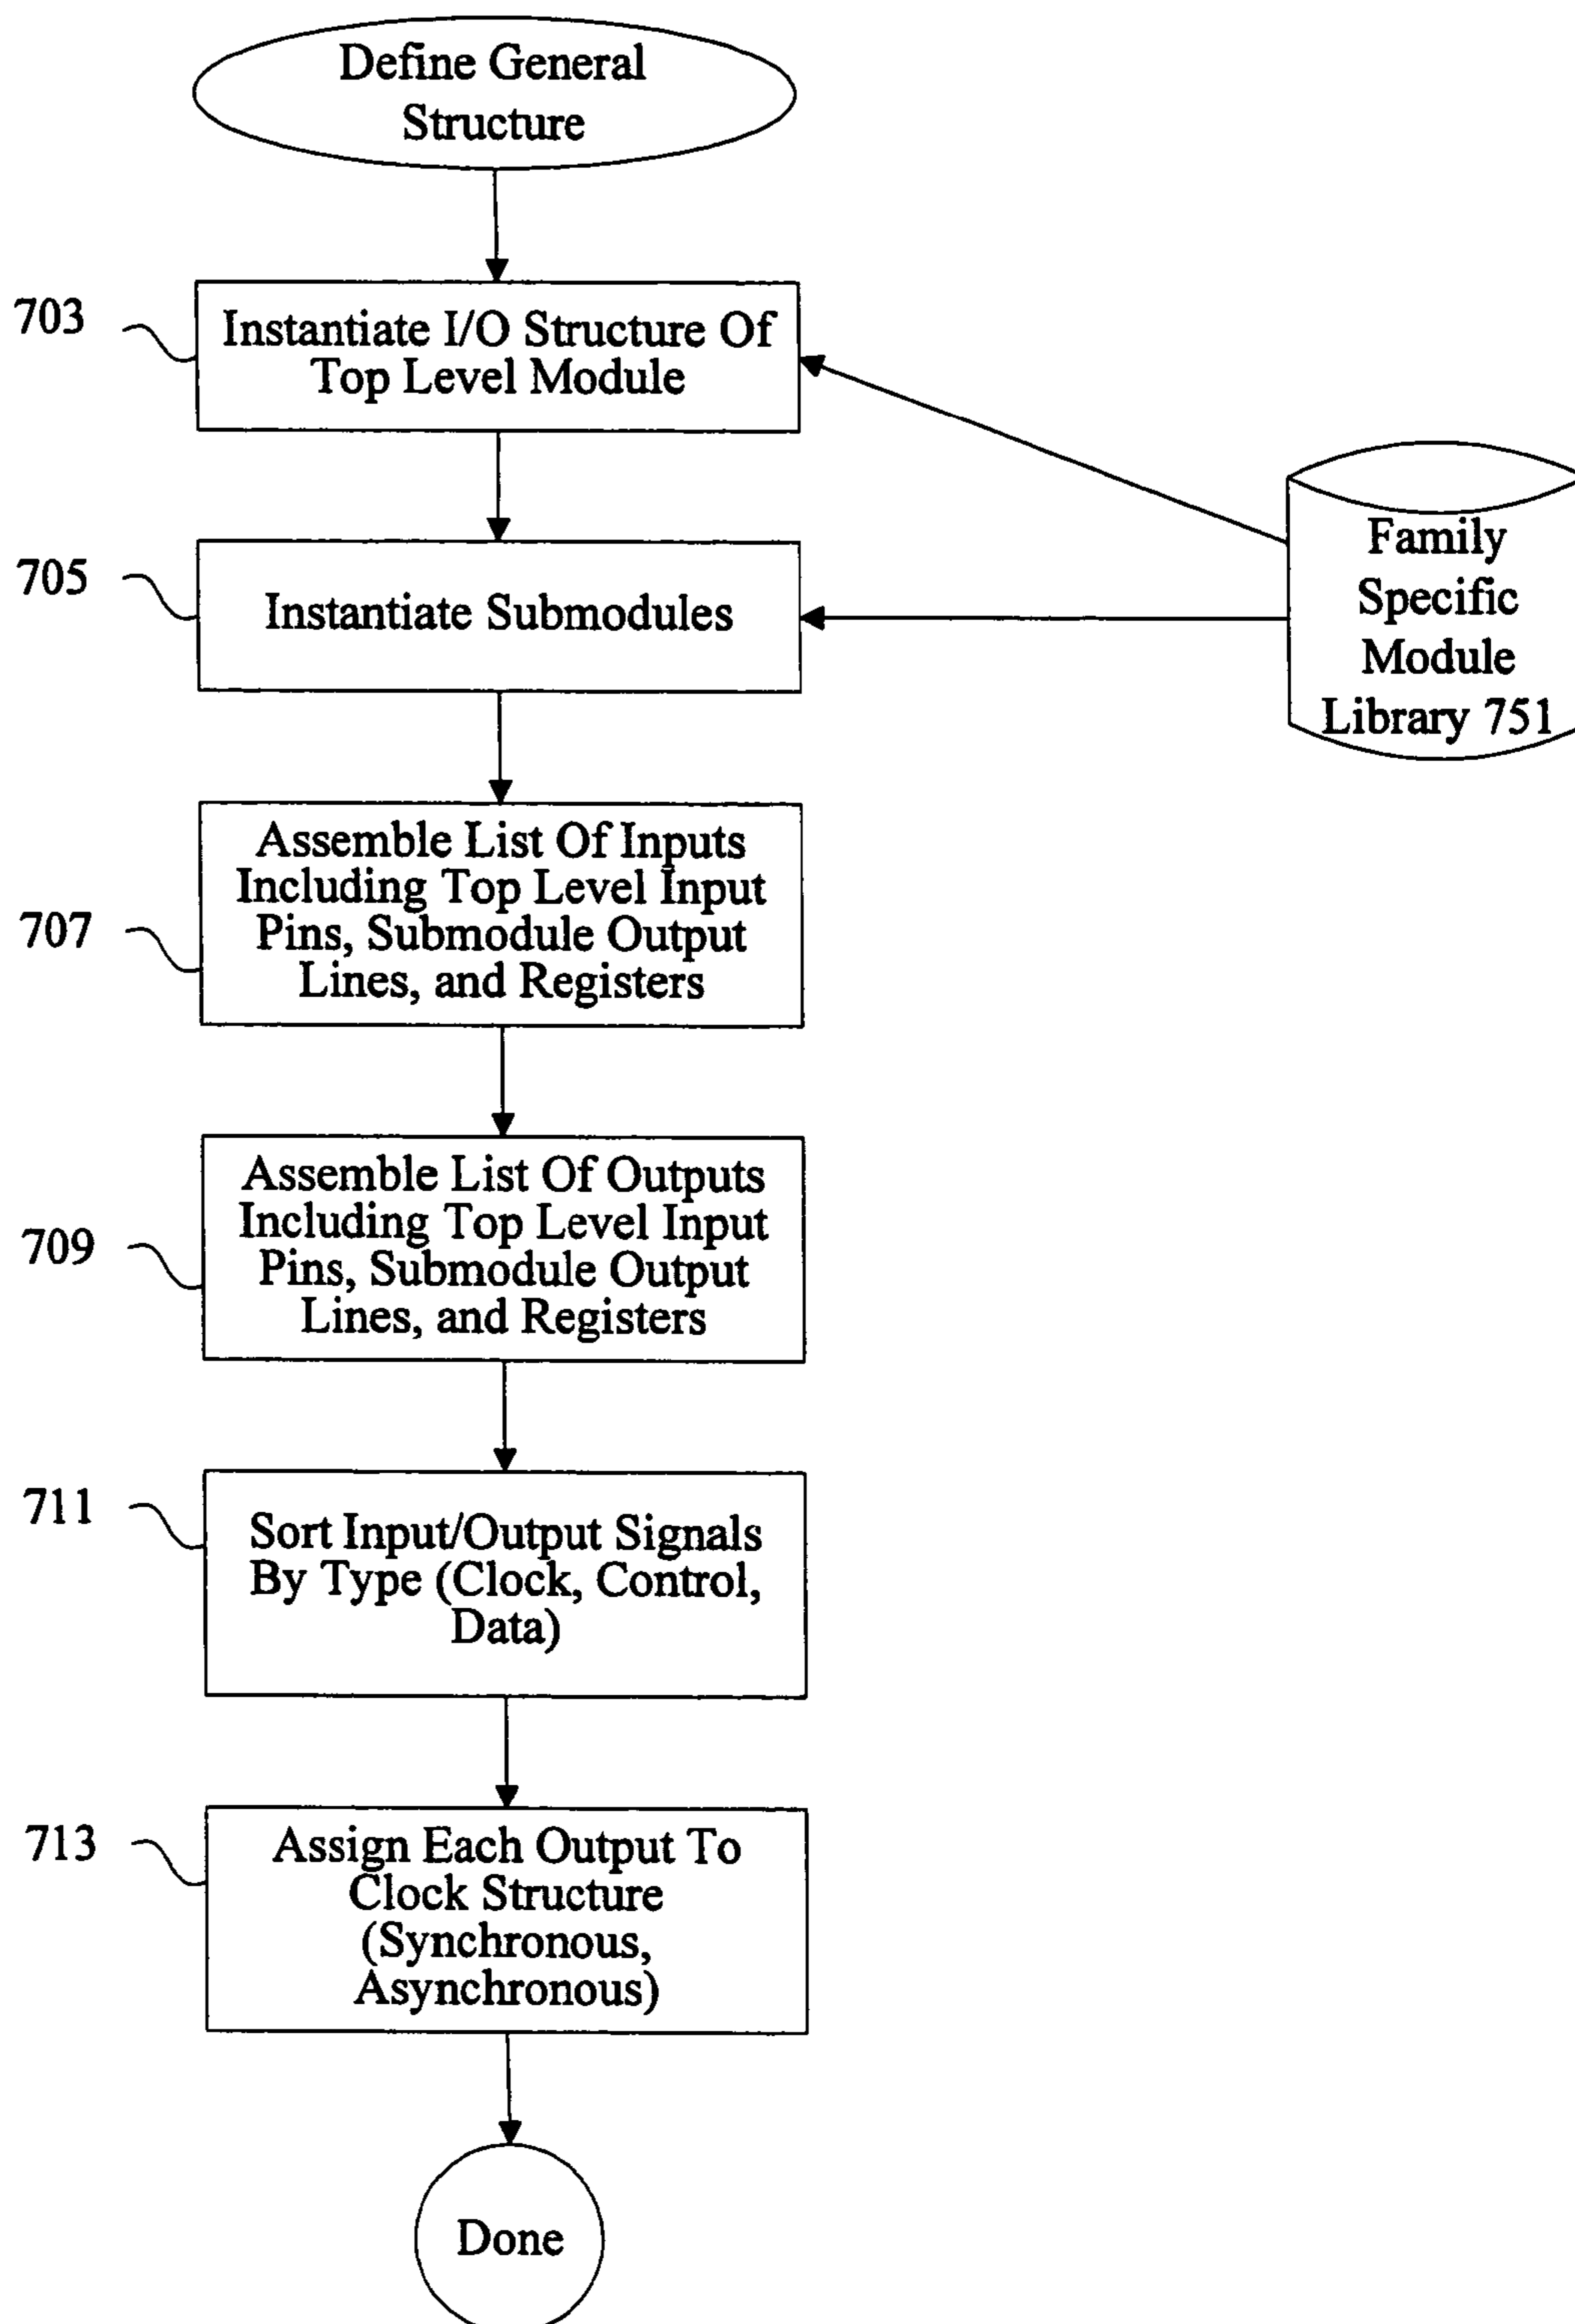 Define General
Structure
703
Instantiate I/O Structure Of
Top Level Module
705
Instantiate Submodules
Family
Specific
Module
Library 751
707
Assemble List Of Inputs
Including Top Level Input
Pins, Submodule Output
Lines, and Registers
709
Assemble List Of Outputs
Including Top Level Input
Pins, Submodule Output
Lines, and Registers
711
Sort Input/Output Signals
By Type (Clock, Control,
Data)
713
Assign Each Output To
Clock Structure
(Synchronous,
Asynchronous)
Done